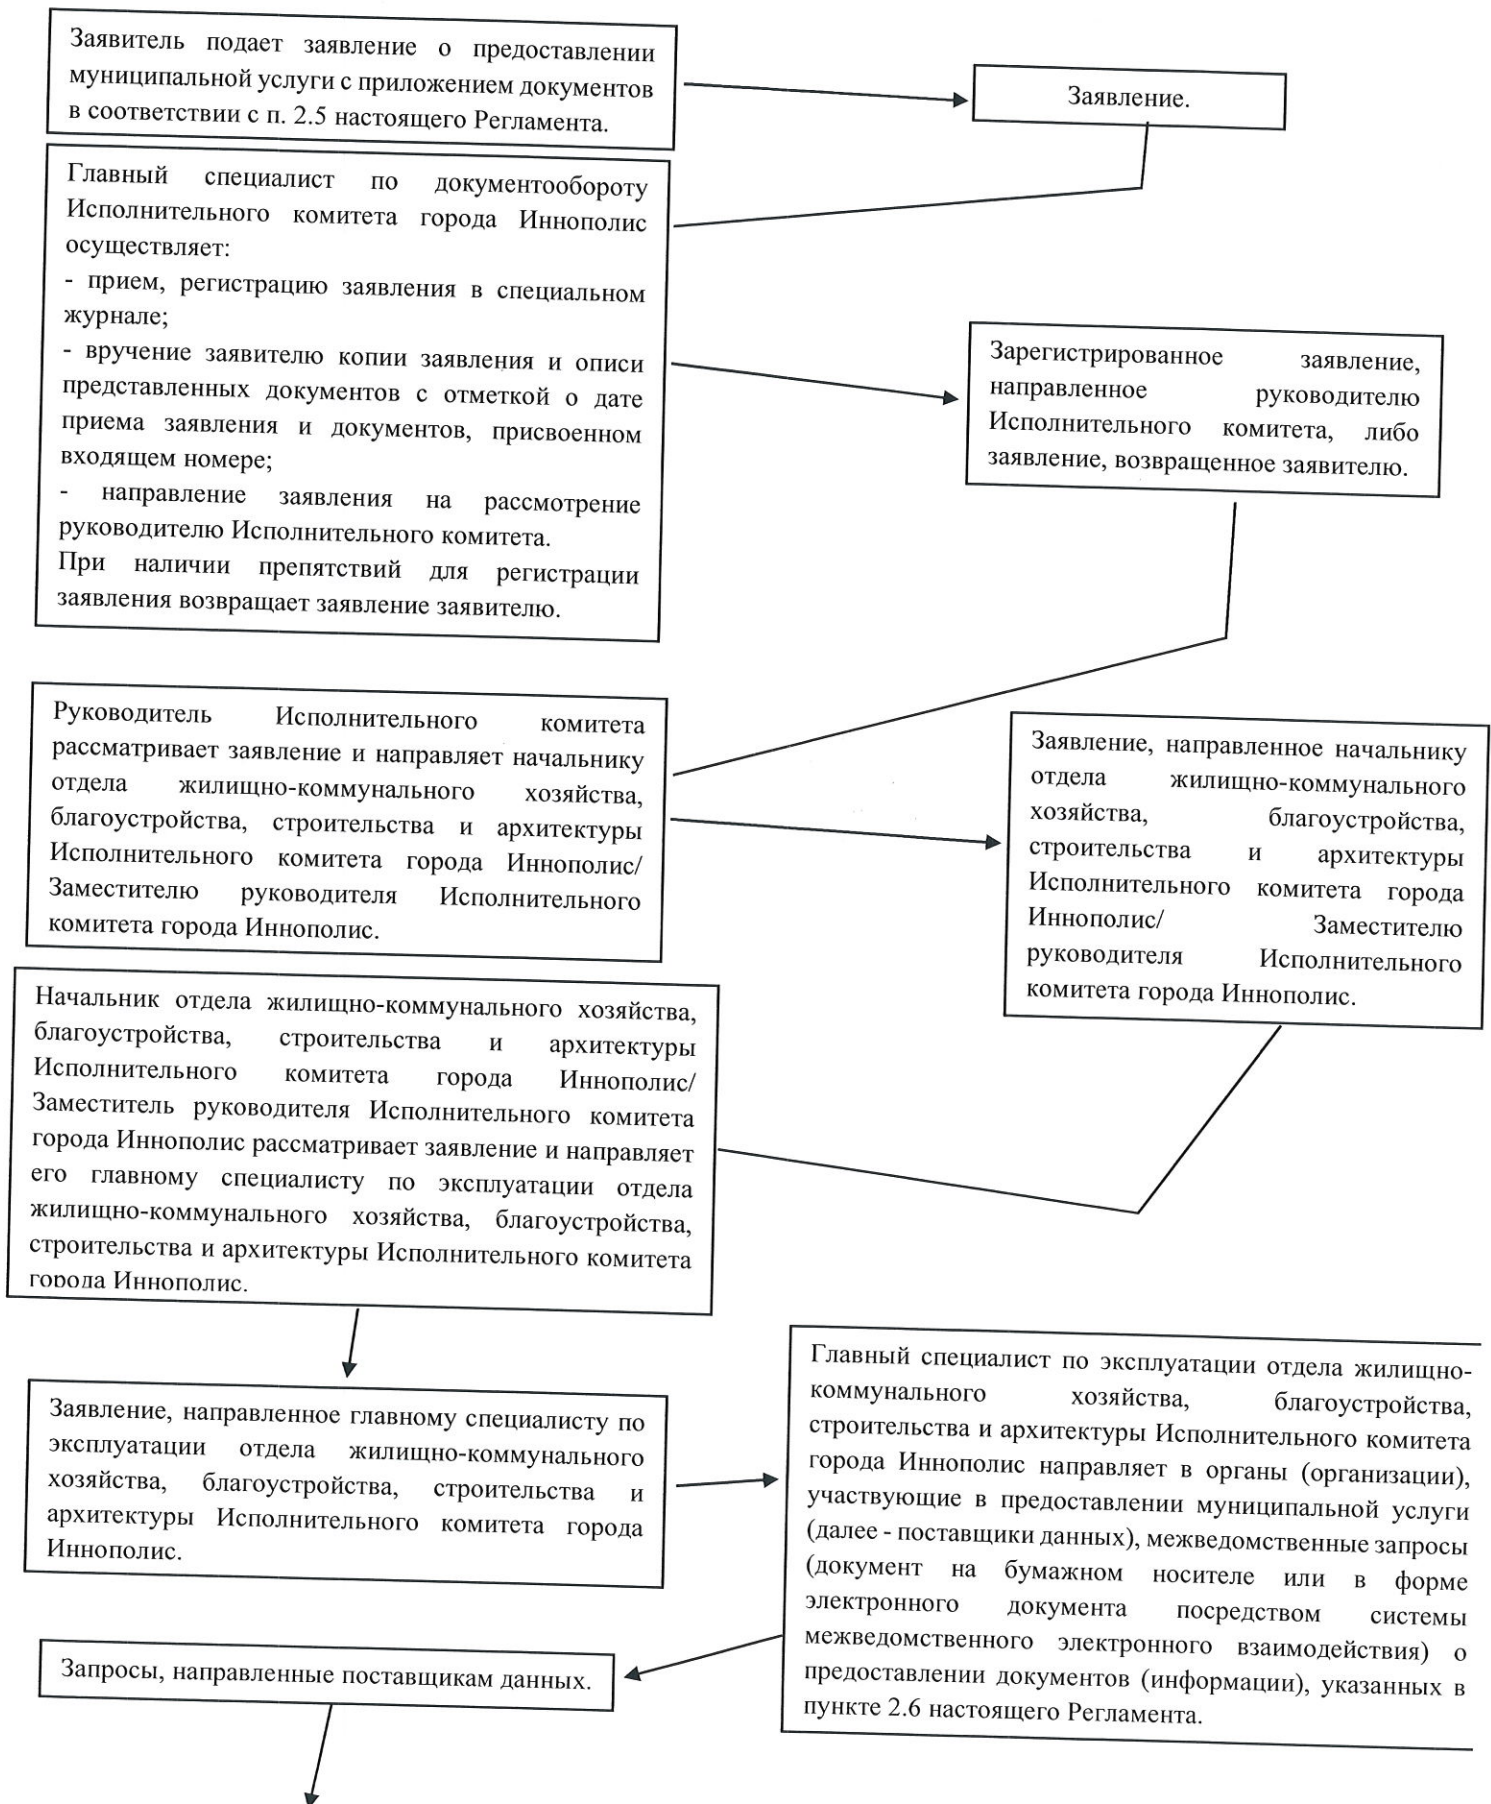 Заявитель подает заявление о предоставлении
муниципальной услуги с приложением документов
в соответствии с п. 2.5 настоящего Регламента.
Заявление.
Главный специалист по документообороту
Исполнительного комитета города Иннополис
осуществляет:
- прием, регистрацию заявления в специальном
журнале;
- вручение заявителю копии заявления и описи
представленных документов с отметкой о дате
приема заявления и документов, присвоенном
входящем номере;
- направление заявления на рассмотрение
руководителю Исполнительного комитета.
При наличии препятствий для регистрации
заявления возвращает заявление заявителю.
Зарегистрированное заявление,
направленное руководителю
Исполнительного комитета, либо
заявление, возвращенное заявителю.
Руководитель Исполнительного комитета
рассматривает заявление и направляет начальнику
отдела жилищно-коммунального хозяйства,
благоустройства, строительства и архитектуры
Исполнительного комитета города Иннополис/
Заместителю руководителя Исполнительного
комитета города Иннополис.
Заявление, направленное начальнику
отдела жилищно-коммунального
хозяйства, благоустройства,
строительства и архитектуры
Исполнительного комитета города
Иннополис/ Заместителю
руководителя Исполнительного
комитета города Иннополис.
Начальник отдела жилищно-коммунального хозяйства,
благоустройства, строительства и архитектуры
Исполнительного комитета города Иннополис/
Заместитель руководителя Исполнительного комитета
города Иннополис рассматривает заявление и направляет
его главному специалисту по эксплуатации отдела
жилищно-коммунального хозяйства, благоустройства,
строительства и архитектуры Исполнительного комитета
города Иннополис.
Заявление, направленное главному специалисту по
эксплуатации отдела жилищно-коммунального
хозяйства, благоустройства, строительства и
архитектуры Исполнительного комитета города
Иннополис.
Главный специалист по эксплуатации отдела жилищно-
коммунального хозяйства, благоустройства,
строительства и архитектуры Исполнительного комитета
города Иннополис направляет в органы (организации),
участвующие в предоставлении муниципальной услуги
(далее - поставщики данных), межведомственные запросы
(документ на бумажном носителе или в форме
электронного документа посредством системы
межведомственного электронного взаимодействия) о
предоставлении документов (информации), указанных в
пункте 2.6 настоящего Регламента.
Запросы, направленные поставщикам данных.